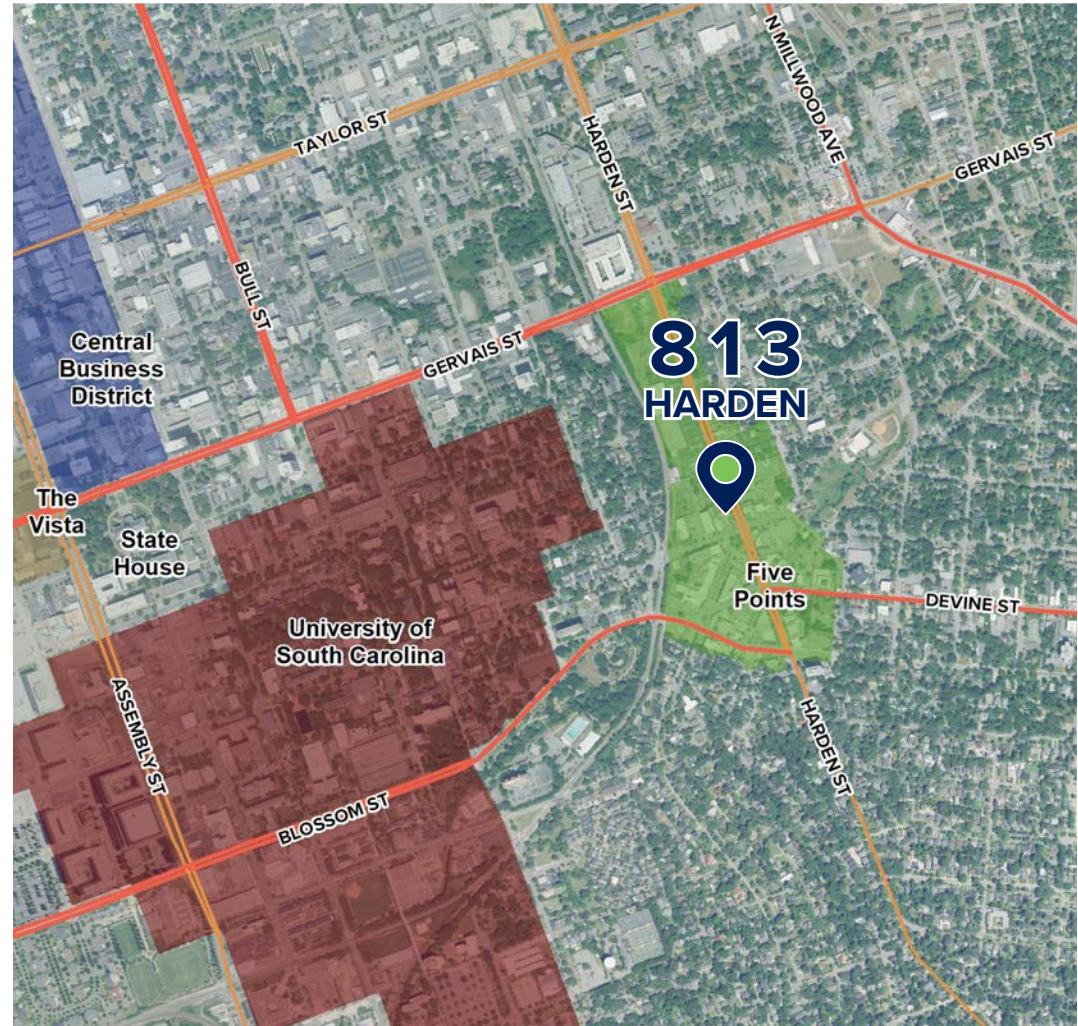 N MILLWOOD AVE
TAYLOR ST
HARDEN ST
GERVAIS ST
BULL ST
Central
Business
District
GERVAIS ST
813
HARDEN
The
Vista
State
House
Five
Points
DEVINE ST
University of
South Carolina
ASSEMBLY ST
HARDEN ST
BLOSSOM ST